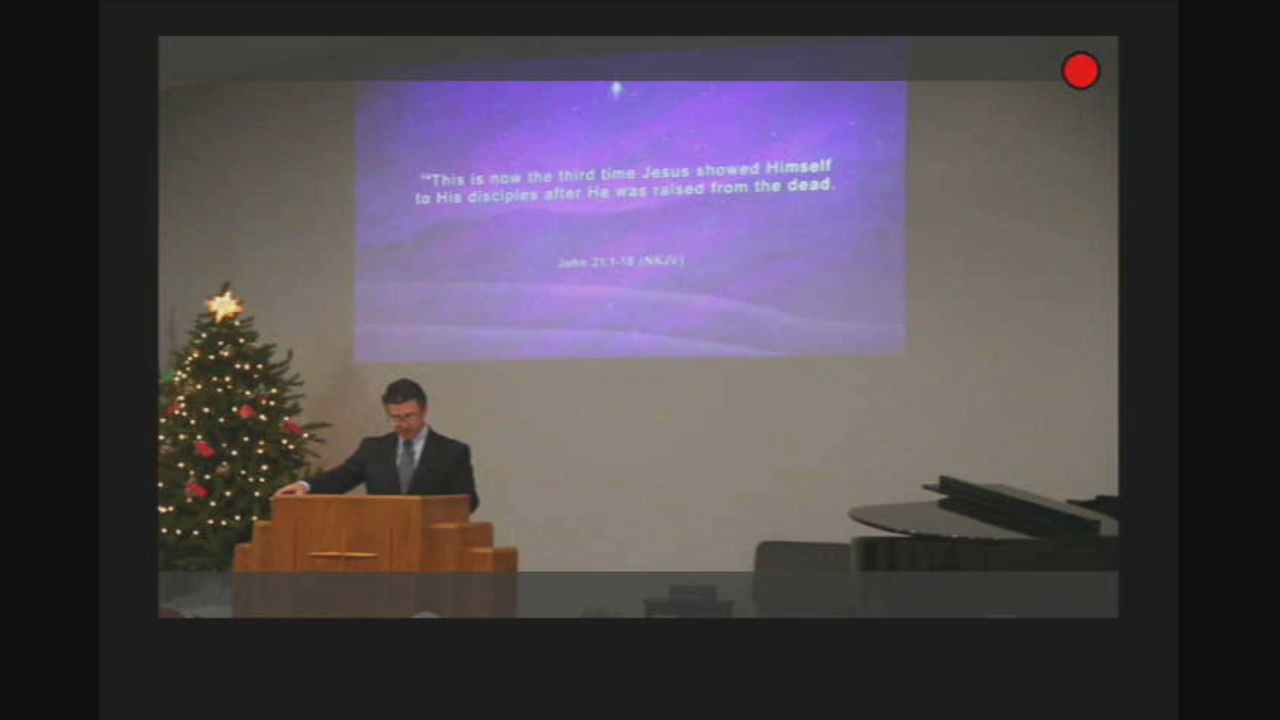 ¹⁴This is now the third time Jesus showed Himself
to His disciples after He was raised from the dead.
John 21:1-18 (NKJV)